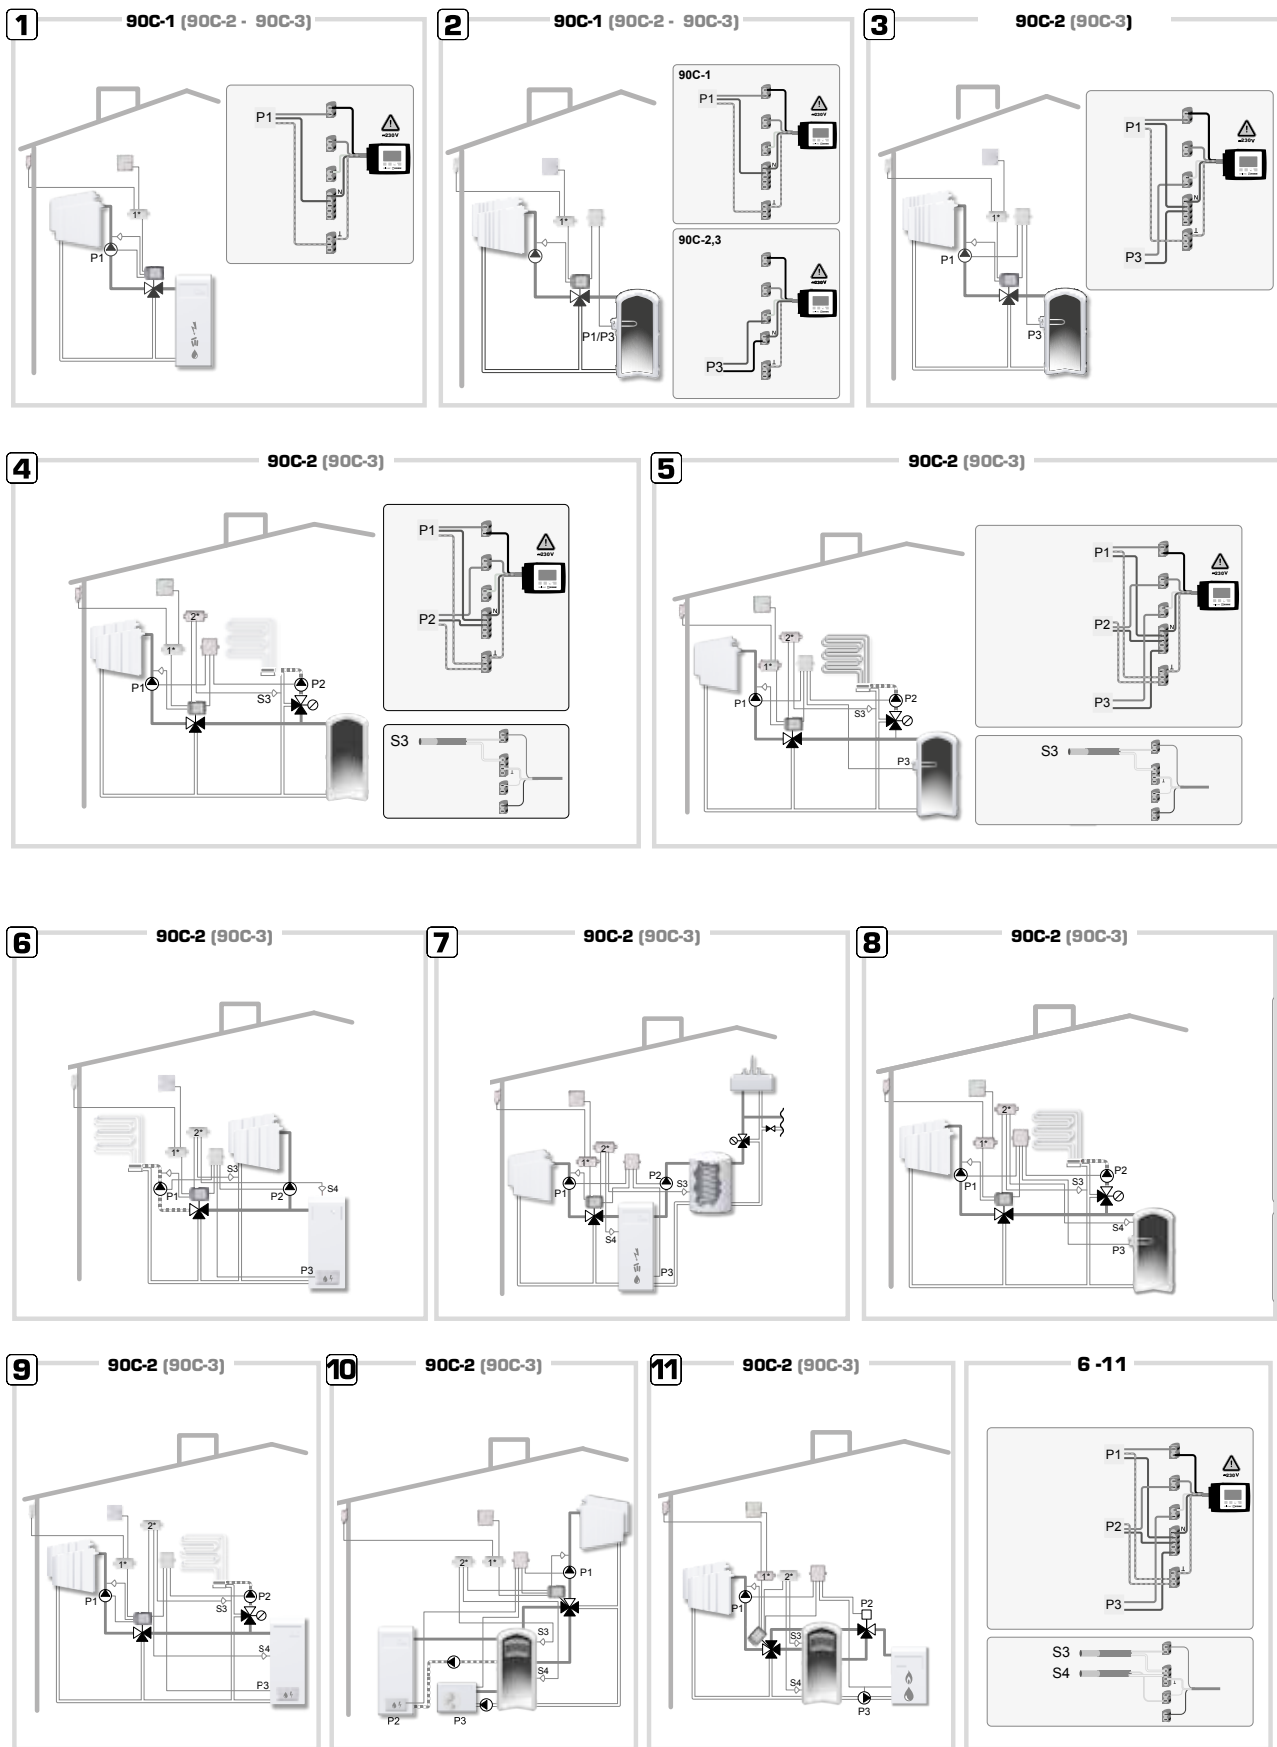 1
90C-1 (90C-2 - 90C-3)
P1
N
~230V
1*
P1
2
90C-1 (90C-2 - 90C-3)
90C-1
P1
N
~230V
1*
P1/P3
90C-2,3
N
~230V
P3
3
90C-2 (90C-3)
P1
N
~230V
P3
1*
P1
P3
4
90C-2 (90C-3)
P1
~230V
P2
N
2*
1*
P1
P2
S3
S3
5
90C-2 (90C-3)
P1
~230V
P2
N
P3
2*
1*
P1
P2
S3
P3
S3
6
90C-2 (90C-3)
2*
1*
S3
P1
P2
S4
P3
7
90C-2 (90C-3)
2*
1*
P1
P2
S3
S4
P3
8
90C-2 (90C-3)
2*
1*
P1
P2
S3
S4
P3
9
90C-2 (90C-3)
2*
1*
P1
P2
S3
S4
P3
10
90C-2 (90C-3)
2*
1*
P1
S3
S4
P2
P3
11
90C-2 (90C-3)
1*
2*
P1
P2
S3
S4
P3
6 -11
P1
~230V
P2
N
P3
S3
S4